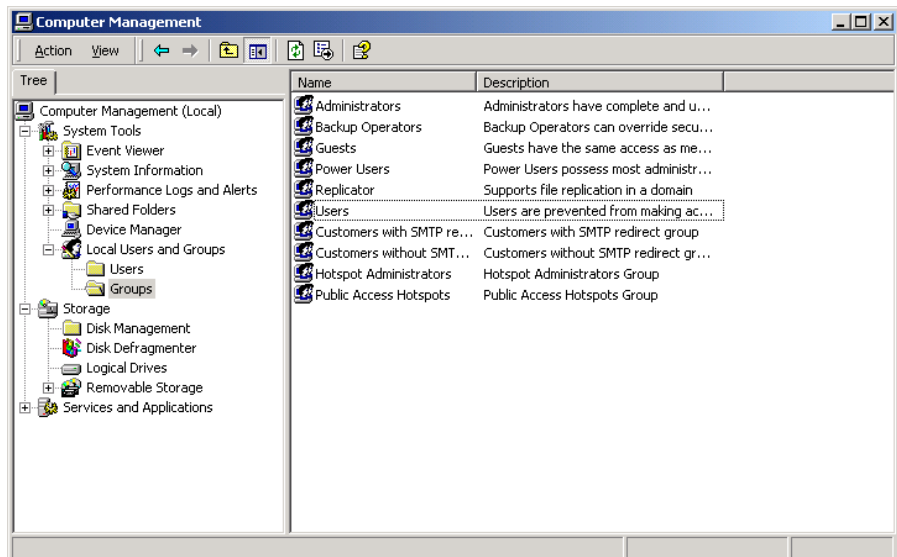 Computer Management
Action View
Tree
Name Description
Computer Management (Local)
System Tools
Event Viewer
System Information
Performance Logs and Alerts
Shared Folders
Device Manager
Local Users and Groups
Users
Groups
Storage
Disk Management
Disk Defragmenter
Logical Drives
Removable Storage
Services and Applications
Administrators Administrators have complete and u...
Backup Operators Backup Operators can override secu...
Guests Guests have the same access as me...
Power Users Power Users possess most administr...
Replicator Supports file replication in a domain
Users Users are prevented from making ac...
Customers with SMTP re... Customers with SMTP redirect group
Customers without SMT... Customers without SMTP redirect gr...
Hotspot Administrators Hotspot Administrators Group
Public Access Hotspots Public Access Hotspots Group